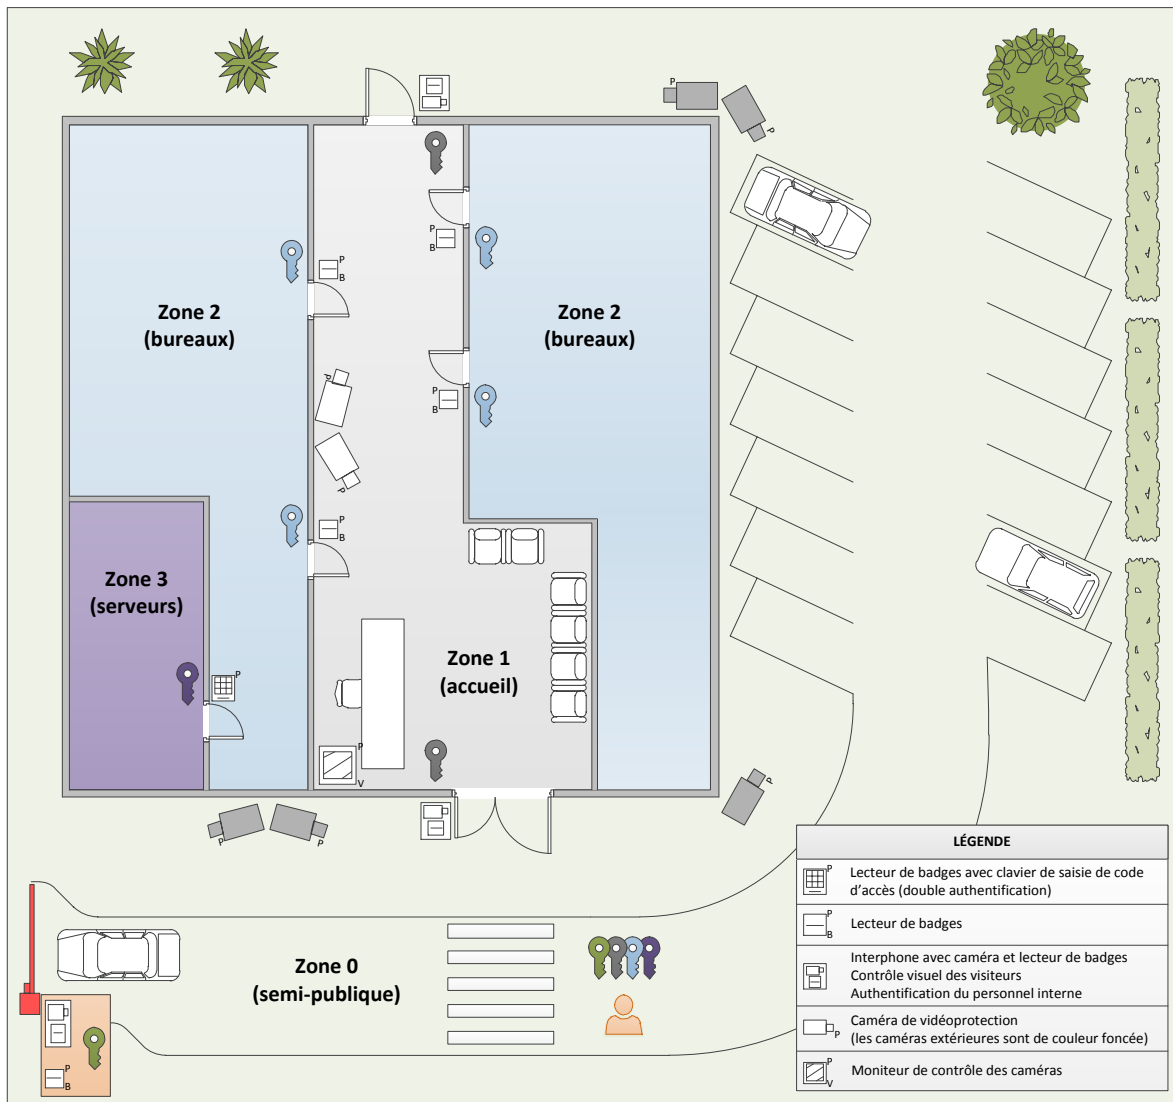 P
P
P
B
P
B
Zone 2
(bureaux)
Zone 2
(bureaux)
P
P
B
P
P
B
Zone 3
(serveurs)
Zone 1
(accueil)
P
P
V
P
P
P
LÉGENDE
P
Lecteur de badges avec clavier de saisie de code
d'accès (double authentification)
P
B
Lecteur de badges
Interphone avec caméra et lecteur de badges
Contrôle visuel des visiteurs
Authentification du personnel interne
P
Caméra de vidéoprotection
(les caméras extérieures sont de couleur foncée)
P
V
Moniteur de contrôle des caméras
Zone 0
(semi-publique)
P
B